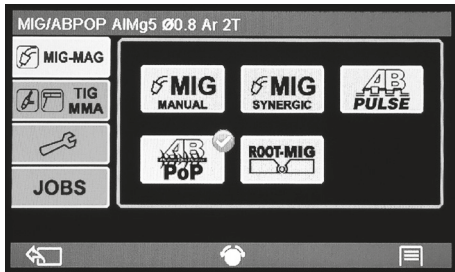 MIG/ABPOP AlMg5 Ø0.8 Ar 2T
MIG-MAG
TIG
MMA
JOBS
MIG
MANUAL
MIG
SYNERGIC
AB
PULSE
AB
PoP
ROOT-MIG